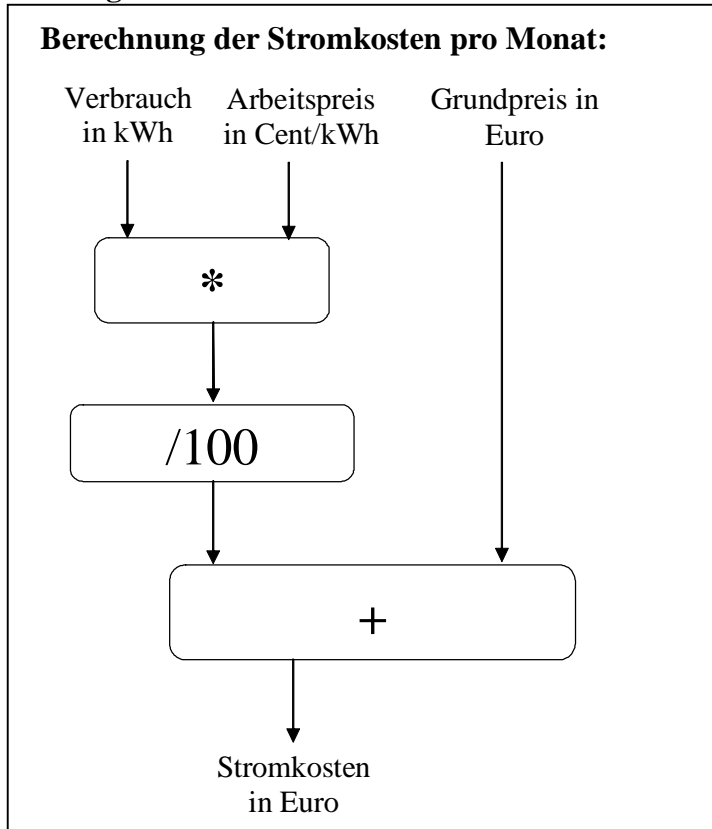 Berechnung der Stromkosten pro Monat:
Verbrauch
in kWh
Arbeitspreis
in Cent/kWh
Grundpreis in
Euro
*
/100
+
Stromkosten
in Euro